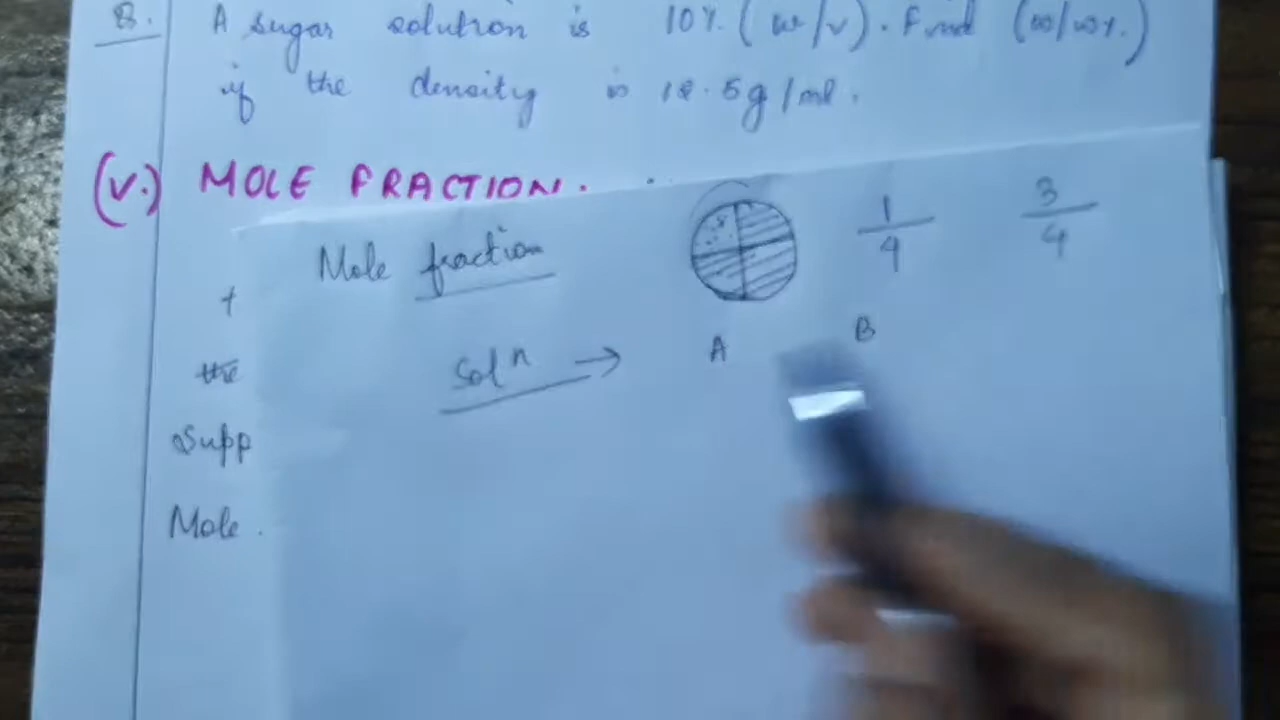 Q. A sugar solution is 10%. (w/v). Find (w/w%.)
if the density is 18.5g/ml.
(V.) MOLE FRACTION.
Mole fraction 1/4 3/4
the
Solⁿ → A B
Supp
Mole.